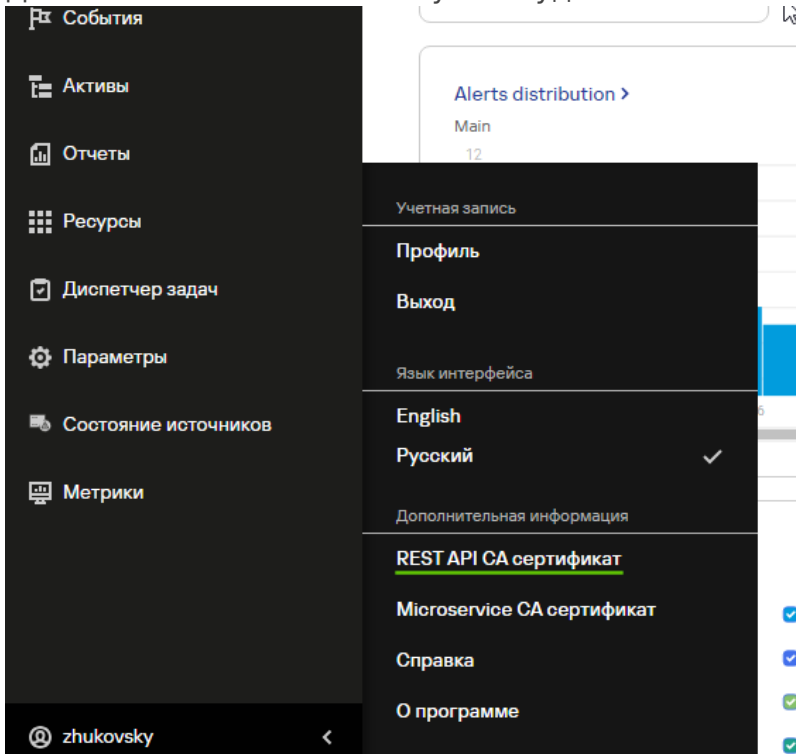 События
Активы
Отчеты
Ресурсы
Диспетчер задач
Параметры
Состояние источников
Метрики
zhukovsky
Alerts distribution >
Main
12
Учетная запись
Профиль
Выход
Язык интерфейса
English
Русский
Дополнительная информация
REST API CA сертификат
Microservice CA сертификат
Справка
О программе
6